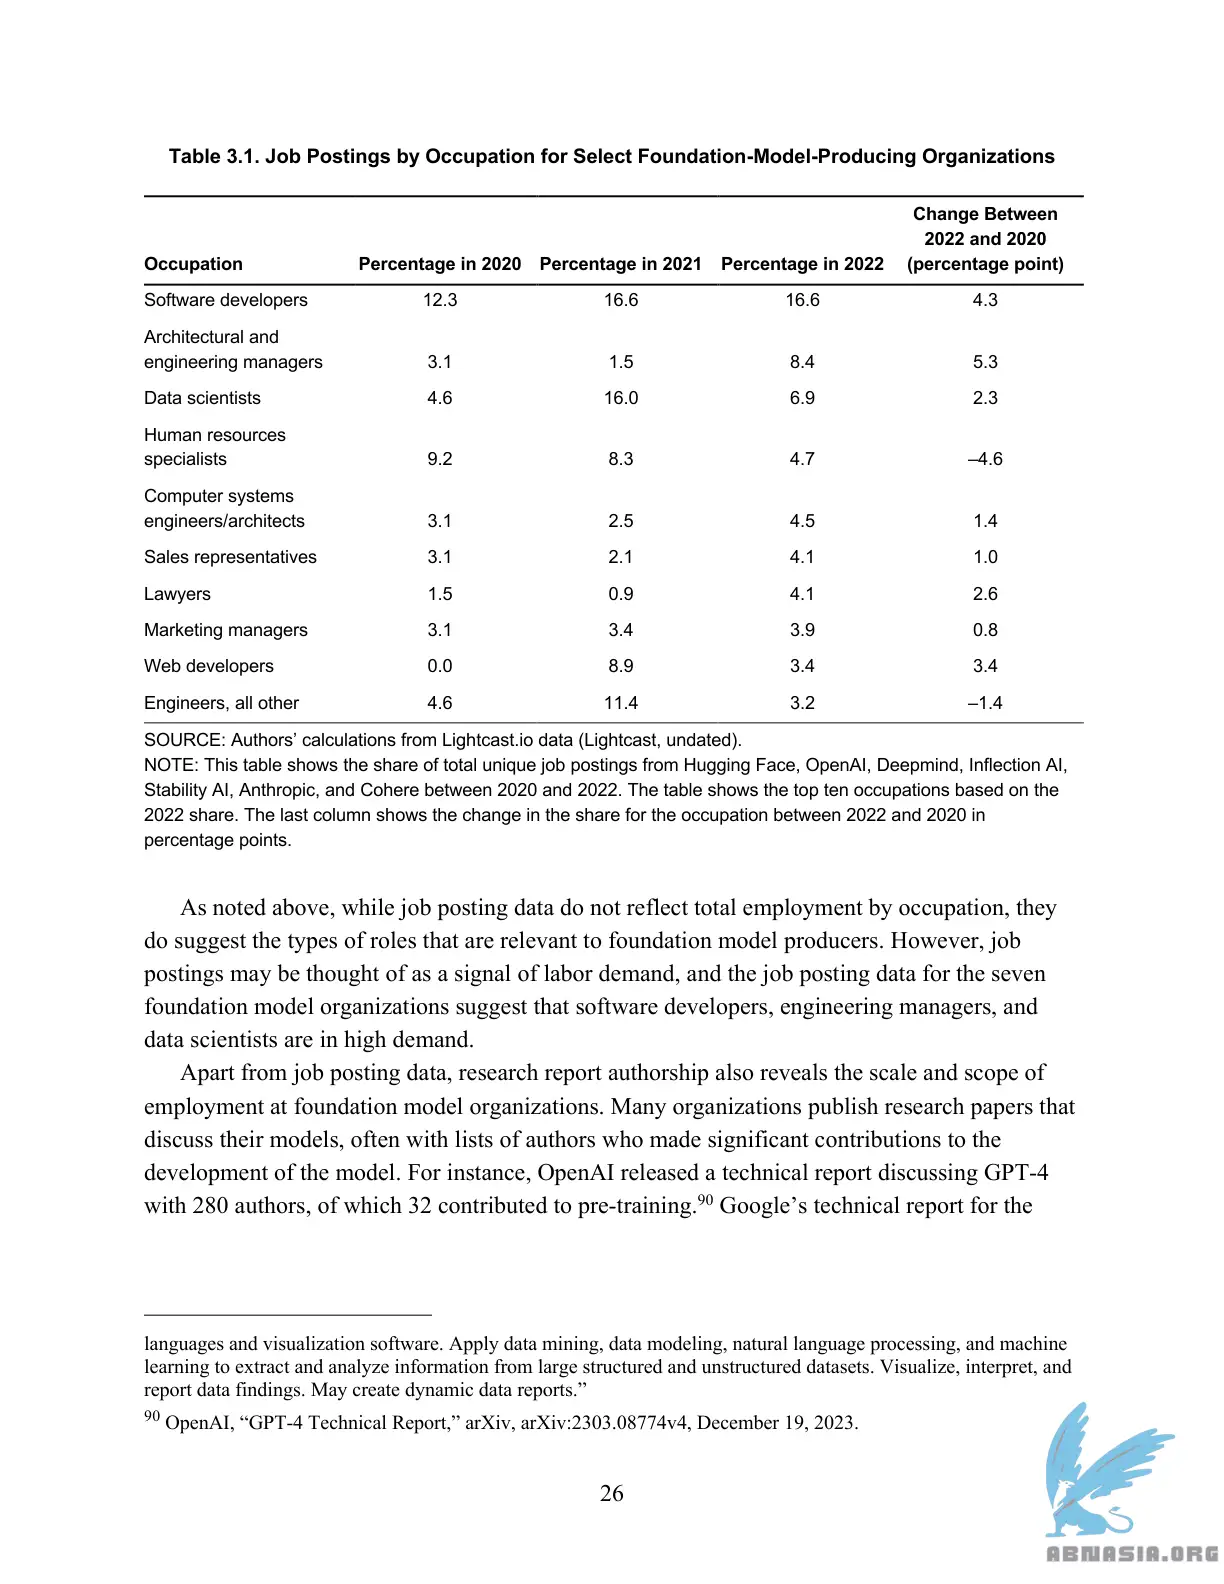 Table 3.1. Job Postings by Occupation for Select Foundation-Model-Producing Organizations
Change Between
2022 and 2020
Occupation Percentage in 2020 Percentage in 2021 Percentage in 2022 (percentage point)
Software developers 12.3 16.6 16.6 4.3
Architectural and
engineering managers 3.1 1.5 8.4 5.3
Data scientists 4.6 16.0 6.9 2.3
Human resources
specialists 9.2 8.3 4.7 –4.6
Computer systems
engineers/architects 3.1 2.5 4.5 1.4
Sales representatives 3.1 2.1 4.1 1.0
Lawyers 1.5 0.9 4.1 2.6
Marketing managers 3.1 3.4 3.9 0.8
Web developers 0.0 8.9 3.4 3.4
Engineers, all other 4.6 11.4 3.2 –1.4
SOURCE: Authors’ calculations from Lightcast.io data (Lightcast, undated).
NOTE: This table shows the share of total unique job postings from Hugging Face, OpenAI, Deepmind, Inflection AI,
Stability AI, Anthropic, and Cohere between 2020 and 2022. The table shows the top ten occupations based on the
2022 share. The last column shows the change in the share for the occupation between 2022 and 2020 in
percentage points.
As noted above, while job posting data do not reflect total employment by occupation, they
do suggest the types of roles that are relevant to foundation model producers. However, job
postings may be thought of as a signal of labor demand, and the job posting data for the seven
foundation model organizations suggest that software developers, engineering managers, and
data scientists are in high demand.
Apart from job posting data, research report authorship also reveals the scale and scope of
employment at foundation model organizations. Many organizations publish research papers that
discuss their models, often with lists of authors who made significant contributions to the
development of the model. For instance, OpenAI released a technical report discussing GPT-4
with 280 authors, of which 32 contributed to pre-training.90 Google’s technical report for the
languages and visualization software. Apply data mining, data modeling, natural language processing, and machine
learning to extract and analyze information from large structured and unstructured datasets. Visualize, interpret, and
report data findings. May create dynamic data reports.”
90 OpenAI, “GPT-4 Technical Report,” arXiv, arXiv:2303.08774v4, December 19, 2023.
26
ABNASIA.ORG